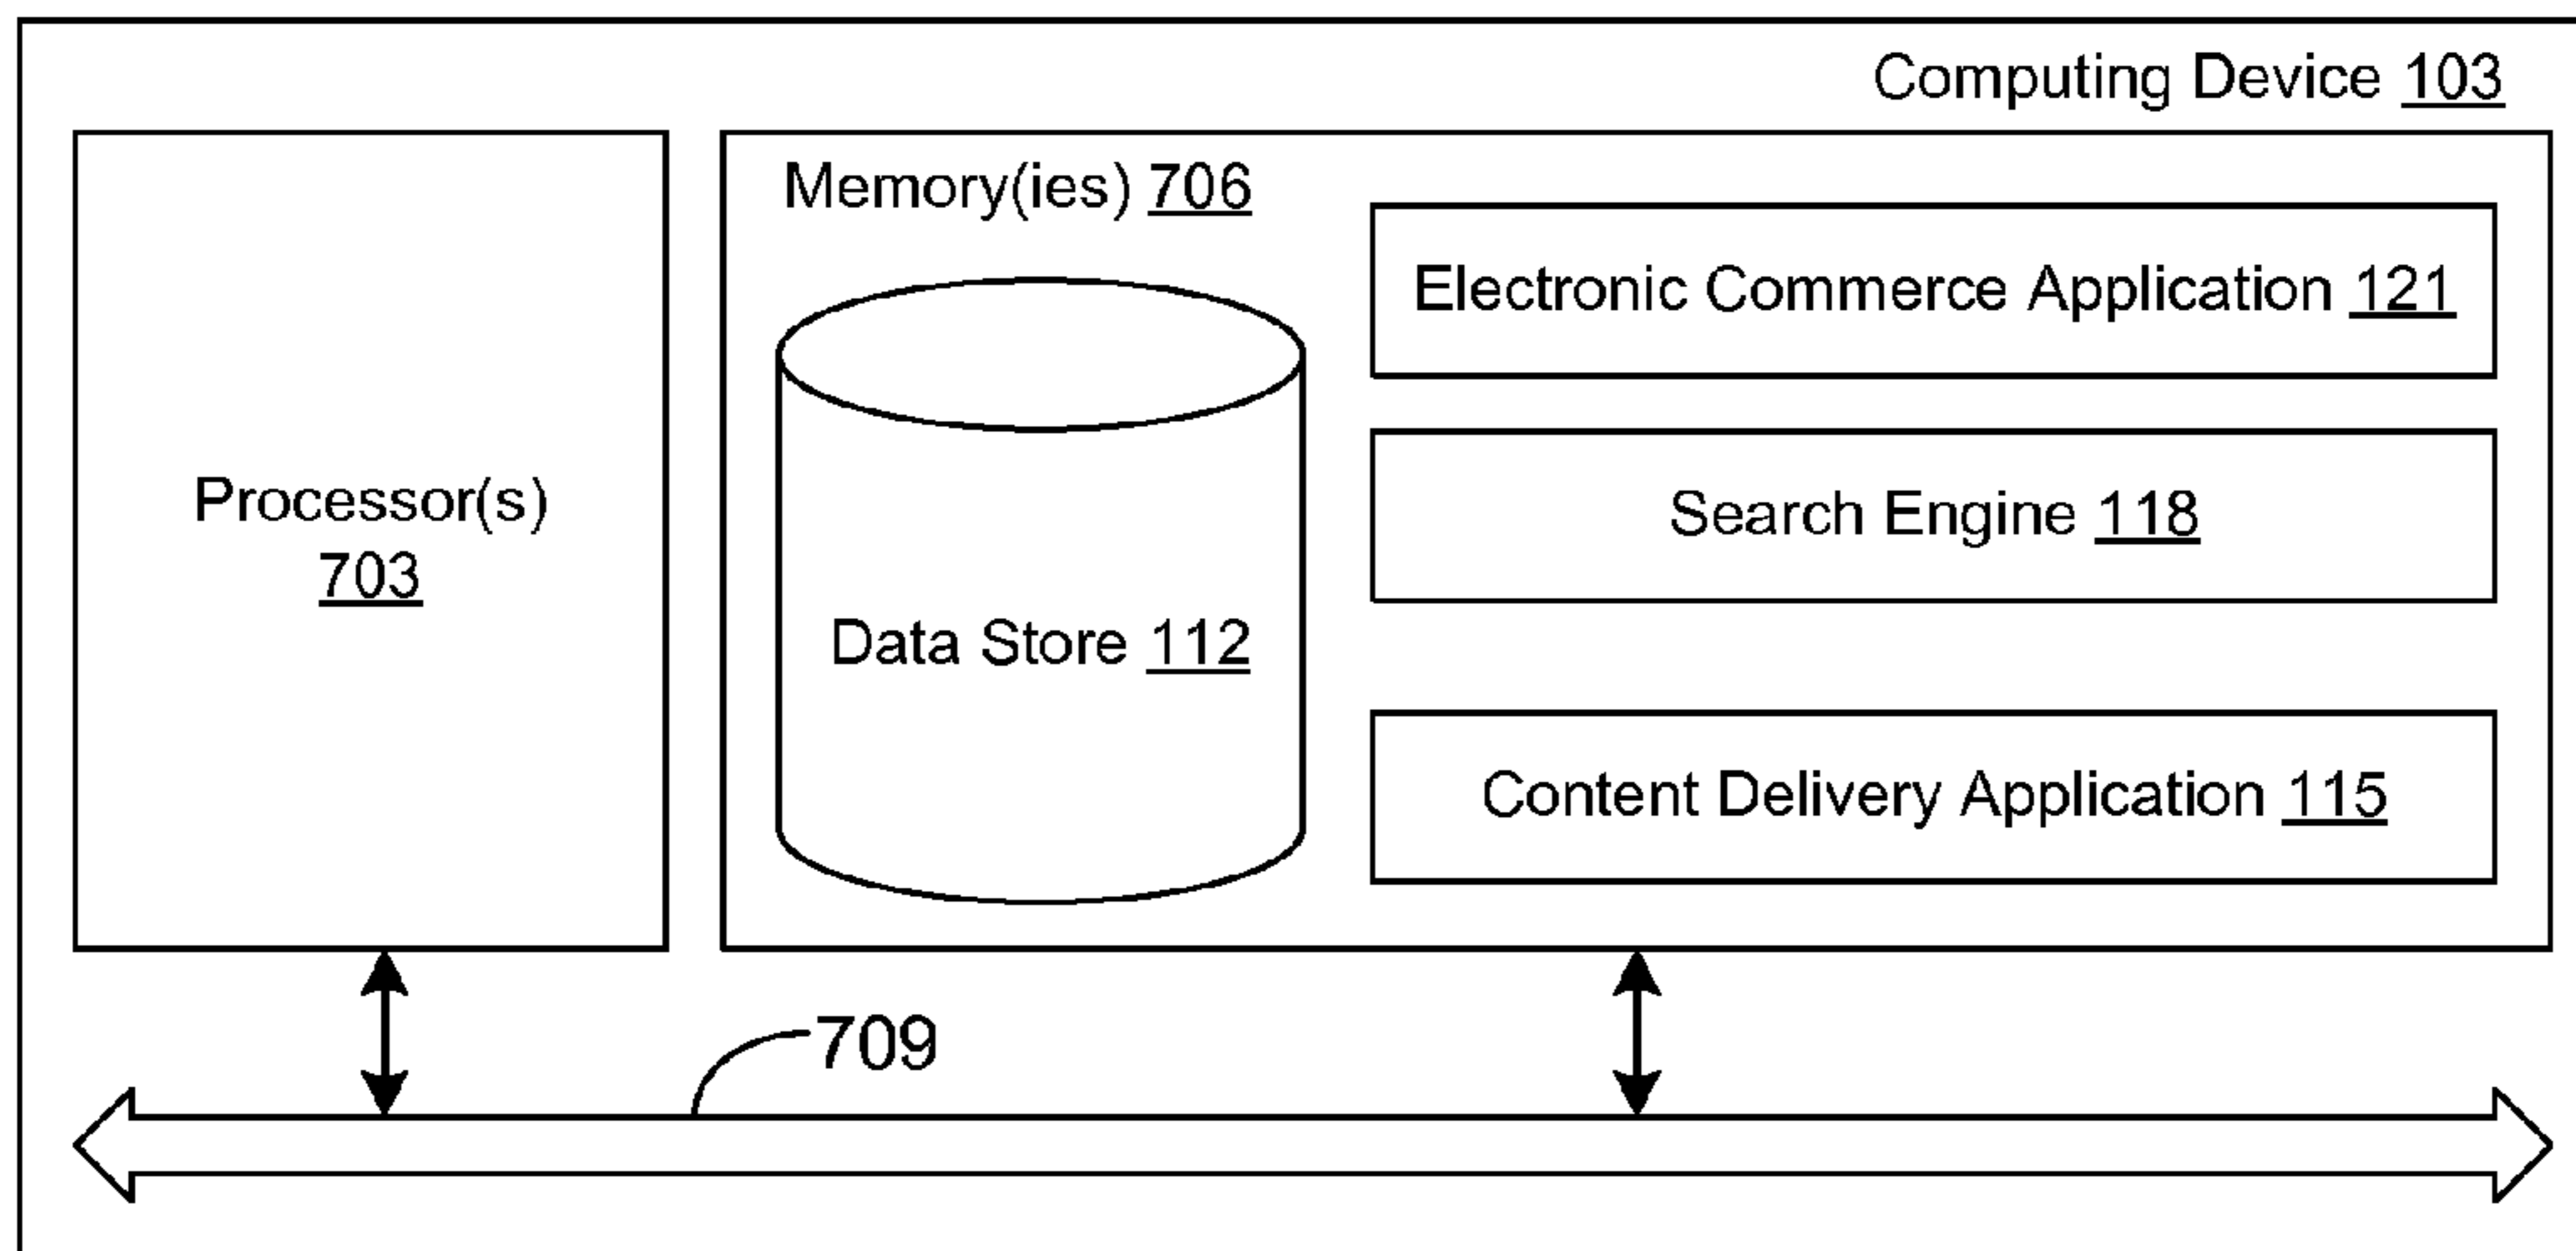 Computing Device 103
Memory(ies) 706
Electronic Commerce Application 121
Processor(s)
703
Search Engine 118
Data Store 112
Content Delivery Application 115
709